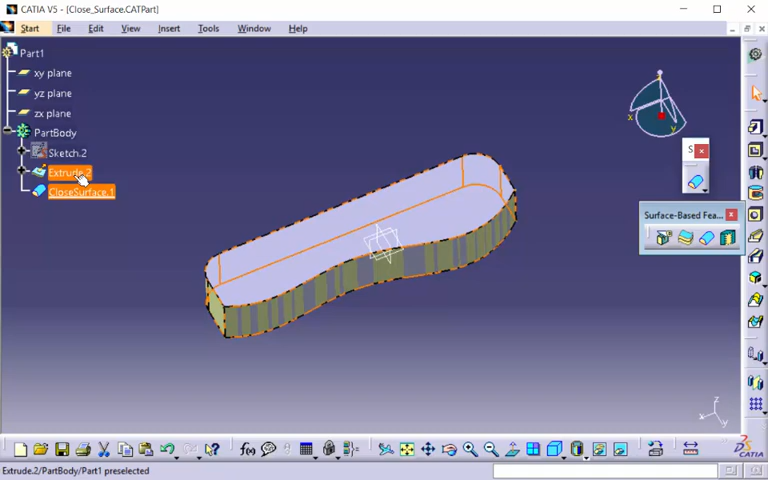 CATIA V5 - [Close_Surface.CATPart]
Start File Edit View Insert Tools Window Help
Part1
xy plane
yz plane
zx plane
PartBody
Sketch.2
Extrude.2
CloseSurface.1
z
x
y
S...
Surface-Based Fea...
f(x)
z
x
y
CATIA
Extrude.2/PartBody/Part1 preselected